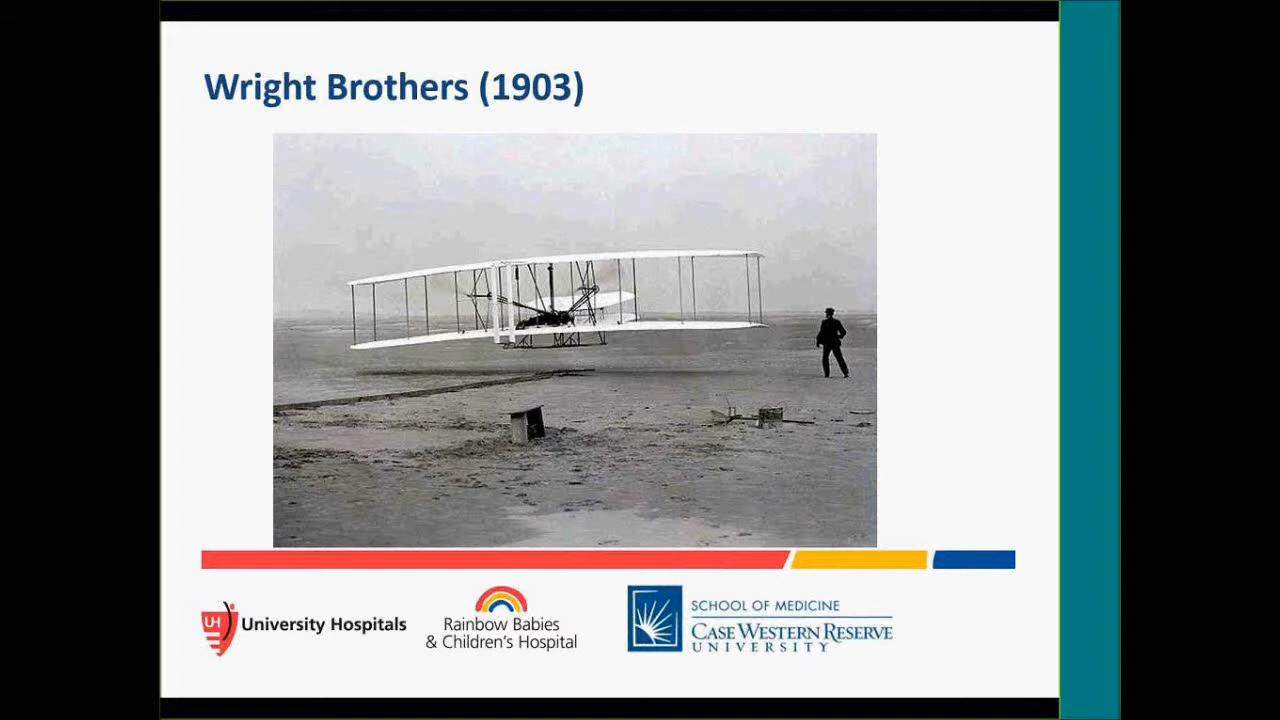 Wright Brothers (1903)
UH University Hospitals
Rainbow Babies
& Children's Hospital
SCHOOL OF MEDICINE
CASE WESTERN RESERVE
UNIVERSITY